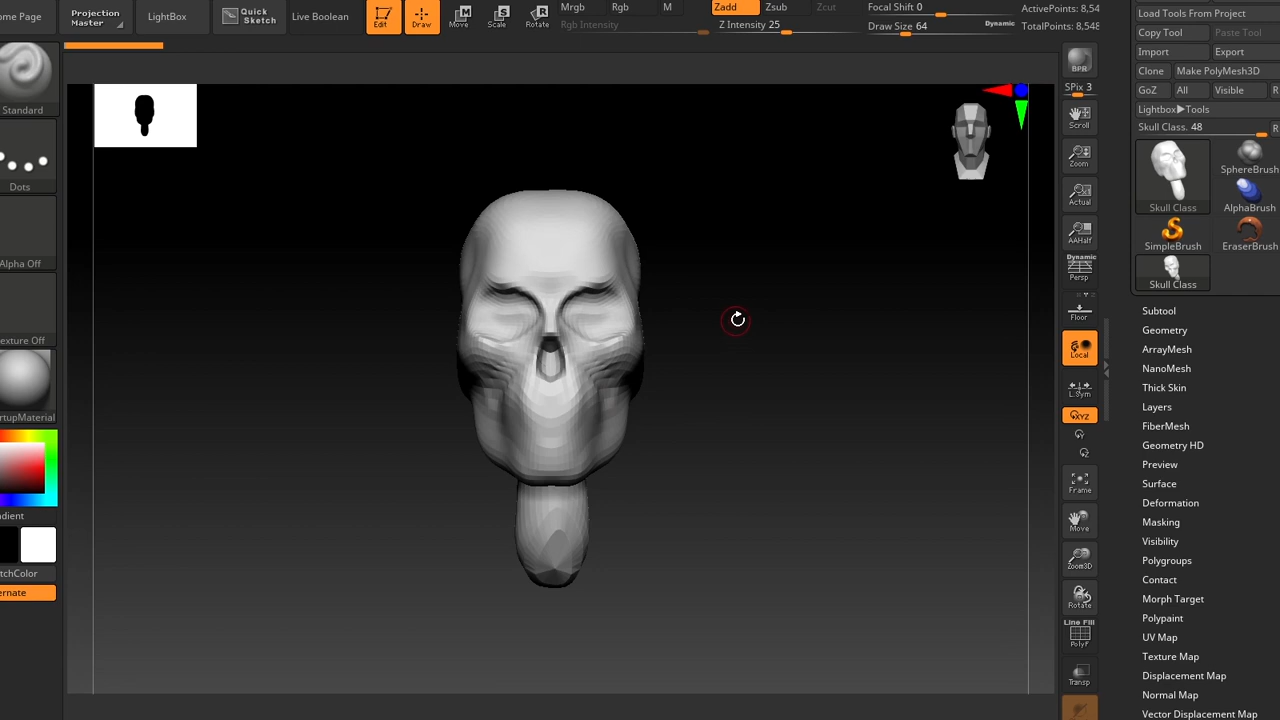 ome Page
Projection
Master
LightBox
Quick
Sketch
Live Boolean
Edit
Draw
Move
Scale
Rotate
Mrgb
Rgb
M
Rgb Intensity
Zadd
Zsub
Cut
Z Intensity 25
Focal Shift 0
Draw Size 64
Dynamic
ActivePoints: 8,54
TotalPoints: 8,548
Standard
Dots
Alpha Off
exture Off
artupMaterial
adient
tchColor
ernate
BPR
SPix 3
Scroll
Zoom
Actual
AAHalf
Dynamic
Persp
Floor
Local
L.Sym
XYZ
Frame
Move
Zoom3D
Rotate
Line Fill
PolyF
Transp
Load Tools From Project
Copy Tool
Paste Tool
Import
Export
Clone
Make PolyMesh3D
GoZ
All
Visible
R
Lightbox▶Tools
Skull Class. 48
R
Skull Class
SphereBrush
AlphaBrush
SimpleBrush
EraserBrush
Skull Class
Subtool
Geometry
ArrayMesh
NanoMesh
Thick Skin
Layers
FiberMesh
Geometry HD
Preview
Surface
Deformation
Masking
Visibility
Polygroups
Contact
Morph Target
Polypaint
UV Map
Texture Map
Displacement Map
Normal Map
Vector Displacement Map